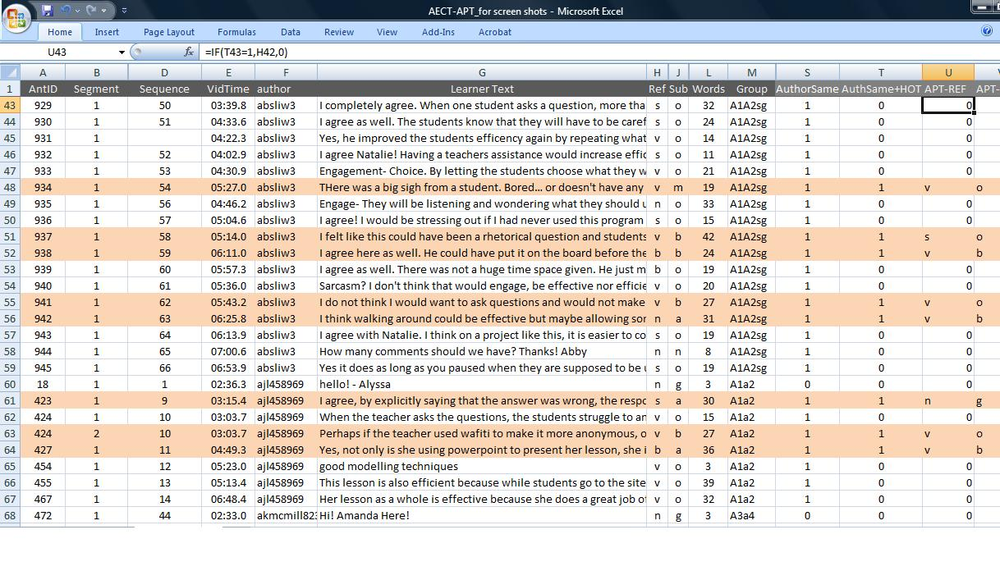 AECT-APT_for screen shots - Microsoft Excel
Home Insert Page Layout Formulas Data Review View Add-Ins Acrobat
U43 fx =IF(T43=1,H42,0)
A B D E F G H J L M S T U
1 AntID Segment Sequence VidTime author Learner Text Ref Sub Words Group AuthorSame AuthSame+HOT APT-REF APT-
43 929 1 50 03:39.8 absliw3 I completely agree. When one student asks a question, more tha s o 32 A1A2sg 1 0 0
44 930 1 51 04:33.6 absliw3 I agree as well. The students know that they will have to be caref s o 24 A1A2sg 1 0 0
45 931 1 04:22.3 absliw3 Yes, he improved the students efficency again by repeating what v o 14 A1A2sg 1 0 0
46 932 1 52 04:02.9 absliw3 I agree Natalie! Having a teachers assistance would increase effic s o 11 A1A2sg 1 0 0
47 933 1 53 04:30.9 absliw3 Engagement- Choice. By letting the students choose what they w v o 21 A1A2sg 1 0 0
48 934 1 54 05:27.0 absliw3 THere was a big sigh from a student. Bored... or doesn't have any v m 19 A1A2sg 1 1 v o
49 935 1 56 04:46.2 absliw3 Engage- They will be listening and wondering what they should u n o 33 A1A2sg 1 0 0
50 936 1 57 05:04.6 absliw3 I agree! I would be stressing out if I had never used this program s o 15 A1A2sg 1 0 0
51 937 1 58 05:14.0 absliw3 I felt like this could have been a rhetorical question and students v b 42 A1A2sg 1 1 s o
52 938 1 59 06:11.0 absliw3 I agree here as well. He could have put it on the board before the b b 24 A1A2sg 1 1 v b
53 939 1 60 05:57.3 absliw3 I agree as well. There was not a huge time space given. He just m b o 19 A1A2sg 1 0 0
54 940 1 61 05:36.0 absliw3 Sarcasm? I don't think that would engage, be effective nor efficie v o 20 A1A2sg 1 0 0
55 941 1 62 05:43.2 absliw3 I do not think I would want to ask questions and would not make v b 27 A1A2sg 1 1 v o
56 942 1 63 06:25.8 absliw3 I think walking around could be effective but maybe allowing sor n a 31 A1A2sg 1 1 v b
57 943 1 64 06:13.9 absliw3 I agree with Natalie. I think on a project like this, it is easier to co s o 19 A1A2sg 1 0 0
58 944 1 65 07:00.6 absliw3 How many comments should we have? Thanks! Abby n n 8 A1A2sg 1 0 0
59 945 1 66 06:53.9 absliw3 Yes it does as long as you paused when they are supposed to be u s o 19 A1A2sg 1 0 0
60 18 1 1 02:36.3 ajl458969 hello! - Alyssa n g 3 A1a2 0 0 0
61 423 1 9 03:15.4 ajl458969 I agree, by explicitly saying that the answer was wrong, the respo s a 30 A1a2 1 1 n g
62 424 1 10 03:03.7 ajl458969 When the teacher asks the questions, the students struggle to an v o 15 A1a2 1 0 0
63 424 2 10 03:03.7 ajl458969 Perhaps if the teacher used wafiti to make it more anonymous, o v b 27 A1a2 1 1 v o
64 427 1 11 04:49.3 ajl458969 Yes, not only is she using powerpoint to present her lesson, she i b a 36 A1a2 1 1 v b
65 454 1 12 05:23.0 ajl458969 good modelling techniques v o 3 A1a2 1 0 0
66 455 1 13 05:13.4 ajl458969 This lesson is also efficient because while students go to the site v o 39 A1a2 1 0 0
67 467 1 14 06:48.4 ajl458969 Her lesson as a whole is effective because she does a great job of v o 32 A1a2 1 0 0
68 472 1 44 02:33.0 akmcmill823 Hi! Amanda Here! n g 3 A3a4 0 0 0